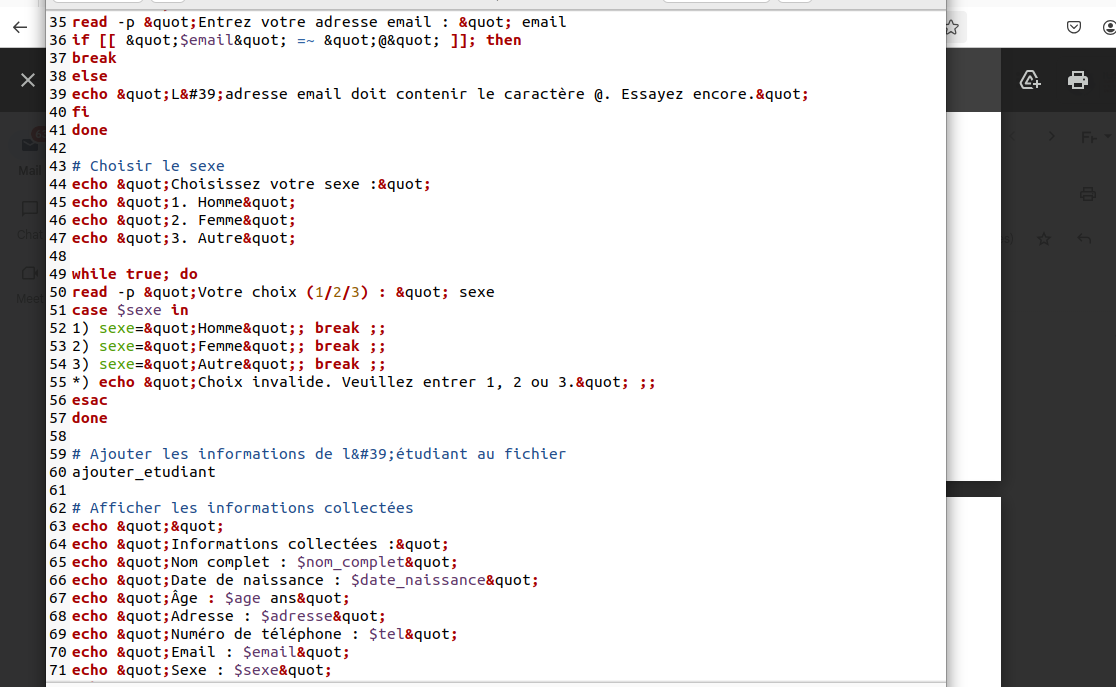 35 read -p &quot;Entrez votre adresse email : &quot; email
36 if [[ &quot;$email&quot; =~ &quot;@&quot; ]]; then
37 break
38 else
39 echo &quot;L&#39;adresse email doit contenir le caractère @. Essayez encore.&quot;
40 fi
41 done
42
43 # Choisir le sexe
44 echo &quot;Choisissez votre sexe :&quot;
45 echo &quot;1. Homme&quot;
46 echo &quot;2. Femme&quot;
47 echo &quot;3. Autre&quot;
48
49 while true; do
50 read -p &quot;Votre choix (1/2/3) : &quot; sexe
51 case $sexe in
52 1) sexe=&quot;Homme&quot;; break ;;
53 2) sexe=&quot;Femme&quot;; break ;;
54 3) sexe=&quot;Autre&quot;; break ;;
55 *) echo &quot;Choix invalide. Veuillez entrer 1, 2 ou 3.&quot; ;;
56 esac
57 done
58
59 # Ajouter les informations de l&#39;étudiant au fichier
60 ajouter_etudiant
61
62 # Afficher les informations collectées
63 echo &quot;&quot;
64 echo &quot;Informations collectées :&quot;
65 echo &quot;Nom complet : $nom_complet&quot;
66 echo &quot;Date de naissance : $date_naissance&quot;
67 echo &quot;Âge : $age ans&quot;
68 echo &quot;Adresse : $adresse&quot;
69 echo &quot;Numéro de téléphone : $tel&quot;
70 echo &quot;Email : $email&quot;
71 echo &quot;Sexe : $sexe&quot;
Mail
Chat
Meet